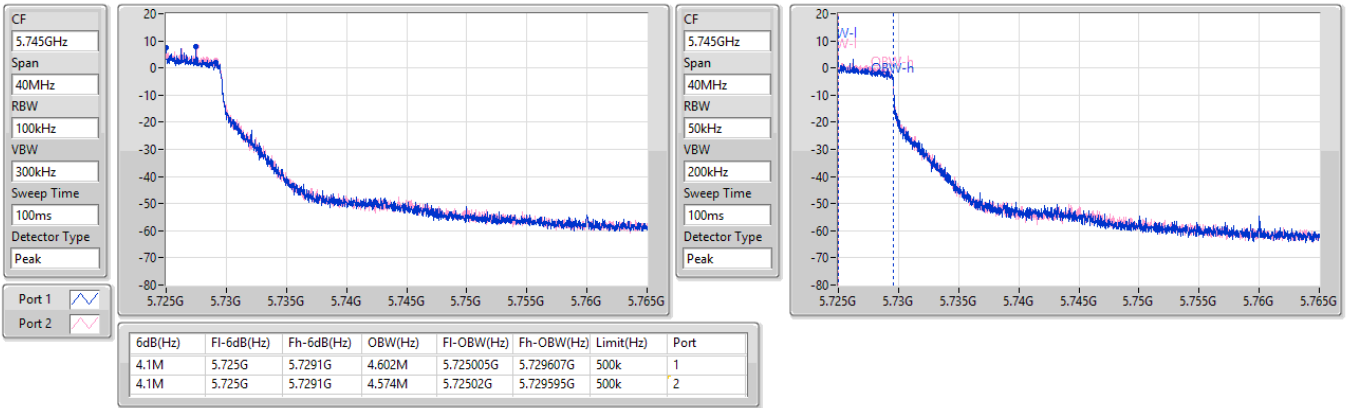 CF
5.745GHz
Span
40MHz
RBW
100kHz
VBW
300kHz
Sweep Time
100ms
Detector Type
Peak
Port 1
Port 2
20
10
0
-10
-20
-30
-40
-50
-60
-70
-80
5.725G 5.73G 5.735G 5.74G 5.745G 5.75G 5.755G 5.76G 5.765G
CF
5.745GHz
Span
40MHz
RBW
50kHz
VBW
200kHz
Sweep Time
100ms
Detector Type
Peak
20
10
0
-10
-20
-30
-40
-50
-60
-70
-80
W-l
W-l
OBW-h
OBW-h
5.725G 5.73G 5.735G 5.74G 5.745G 5.75G 5.755G 5.76G 5.765G
6dB(Hz) Fl-6dB(Hz) Fh-6dB(Hz) OBW(Hz) Fl-OBW(Hz) Fh-OBW(Hz) Limit(Hz) Port
4.1M 5.725G 5.7291G 4.602M 5.725005G 5.729607G 500k 1
4.1M 5.725G 5.7291G 4.574M 5.72502G 5.729595G 500k 2